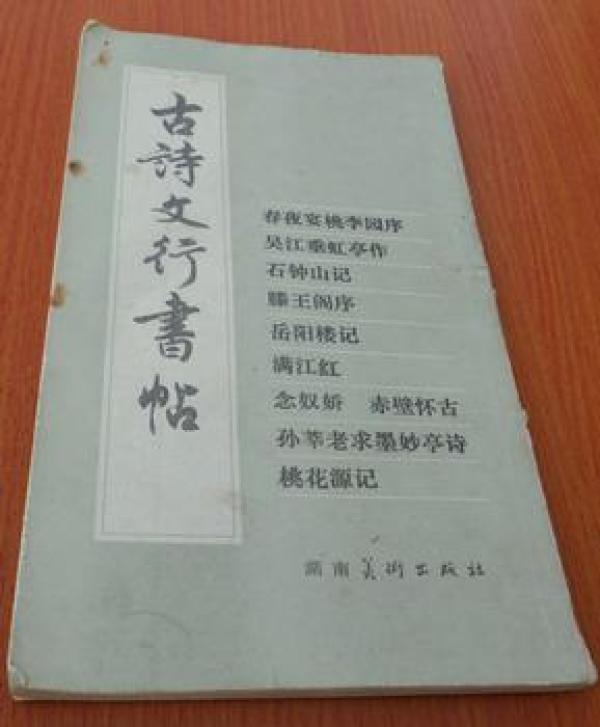 古詩文行書帖
春夜宴桃李园序
吴江垂虹亭作
石钟山记
滕王阁序
岳阳楼记
满江红
念奴娇 赤壁怀古
孙莘老求墨妙亭诗
桃花源记
湖南美術出版社